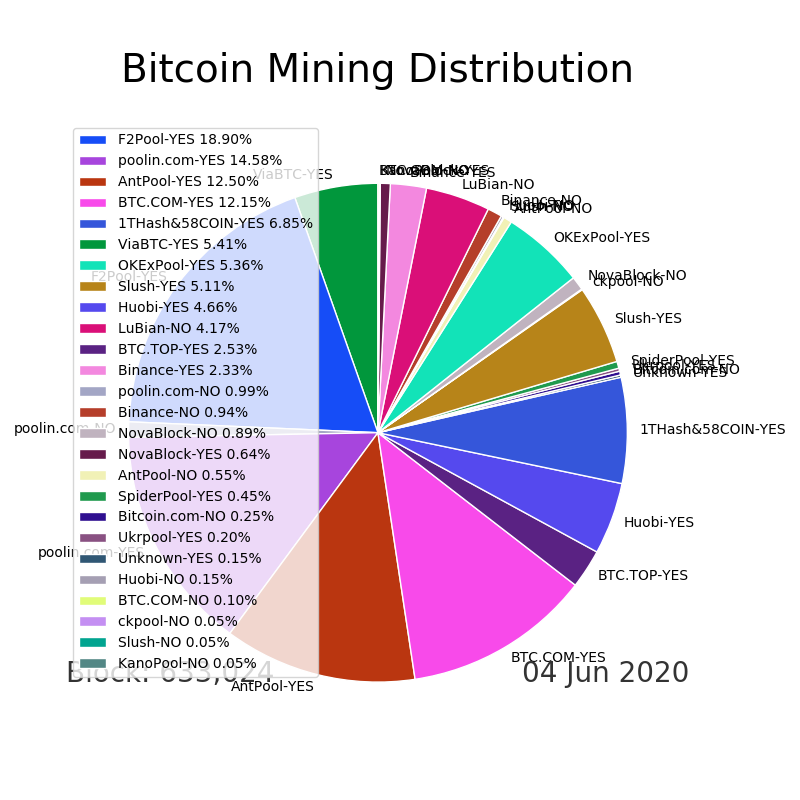 Bitcoin Mining Distribution
F2Pool-YES 18.90%
poolin.com-YES 14.58%
AntPool-YES 12.50%
BTC.COM-YES 12.15%
1THash&58COIN-YES 6.85%
ViaBTC-YES 5.41%
OKExPool-YES 5.36%
Slush-YES 5.11%
Huobi-YES 4.66%
LuBian-NO 4.17%
BTC.TOP-YES 2.53%
Binance-YES 2.33%
poolin.com-NO 0.99%
Binance-NO 0.94%
NovaBlock-NO 0.89%
NovaBlock-YES 0.64%
AntPool-NO 0.55%
SpiderPool-YES 0.45%
Bitcoin.com-NO 0.25%
Ukrpool-YES 0.20%
Unknown-YES 0.15%
Huobi-NO 0.15%
BTC.COM-NO 0.10%
ckpool-NO 0.05%
Slush-NO 0.05%
KanoPool-NO 0.05%
ViaBTC-YES
F2Pool-YES
poolin.com-NO
poolin.com-YES
AntPool-YES
BTC.COM-YES
BTC.TOP-YES
Huobi-YES
1THash&58COIN-YES
Unknown-YES
Bitcoin.com-NO
SpiderPool-YES
Slush-YES
ckpool-NO
NovaBlock-NO
OKExPool-YES
AntPool-NO
Binance-NO
LuBian-NO
Binance-YES
Block: 633,024
04 Jun 2020